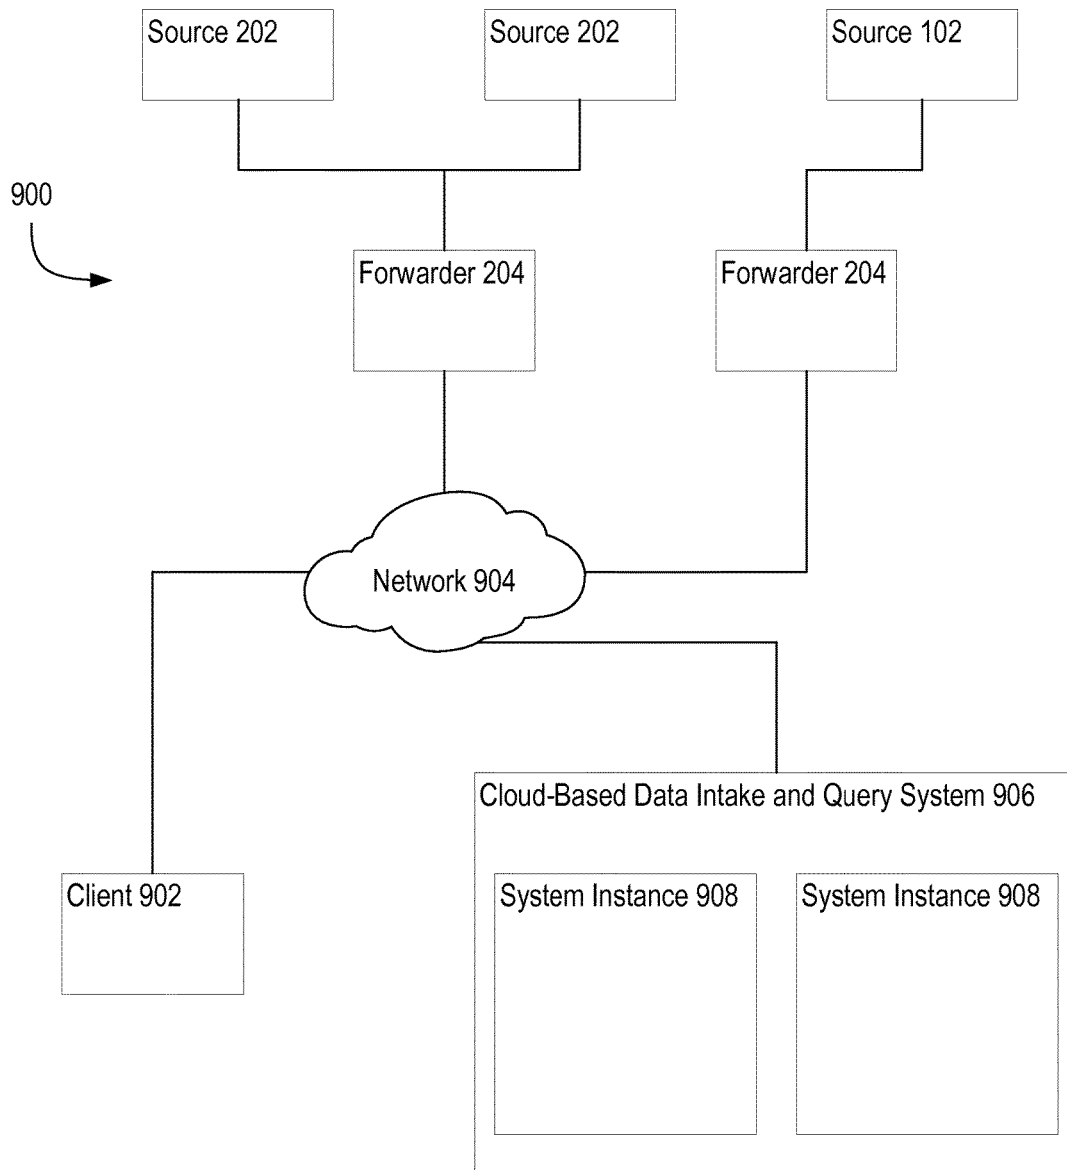 Source 202
Source 202
Source 102
900
Forwarder 204
Forwarder 204
Network 904
Cloud-Based Data Intake and Query System 906
Client 902
System Instance 908
System Instance 908